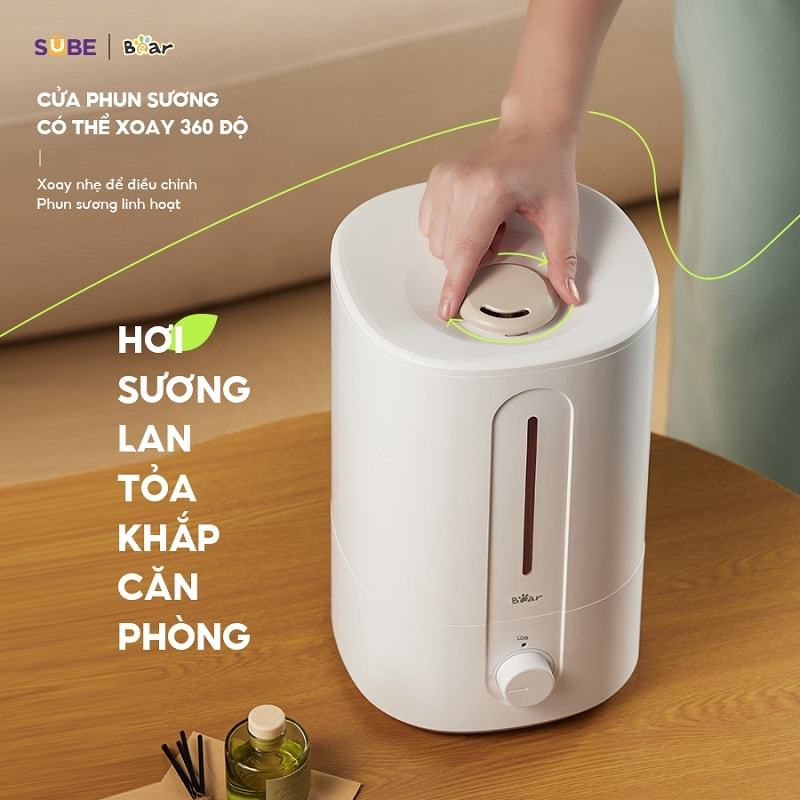 SUBE | Bear
CỬA PHUN SƯƠNG
CÓ THỂ XOAY 360 ĐỘ
Xoay nhẹ để điều chỉnh
Phun sương linh hoạt
HƠI
SƯƠNG
LAN
TỎA
KHẮP
CĂN
PHÒNG
Bear
LOW